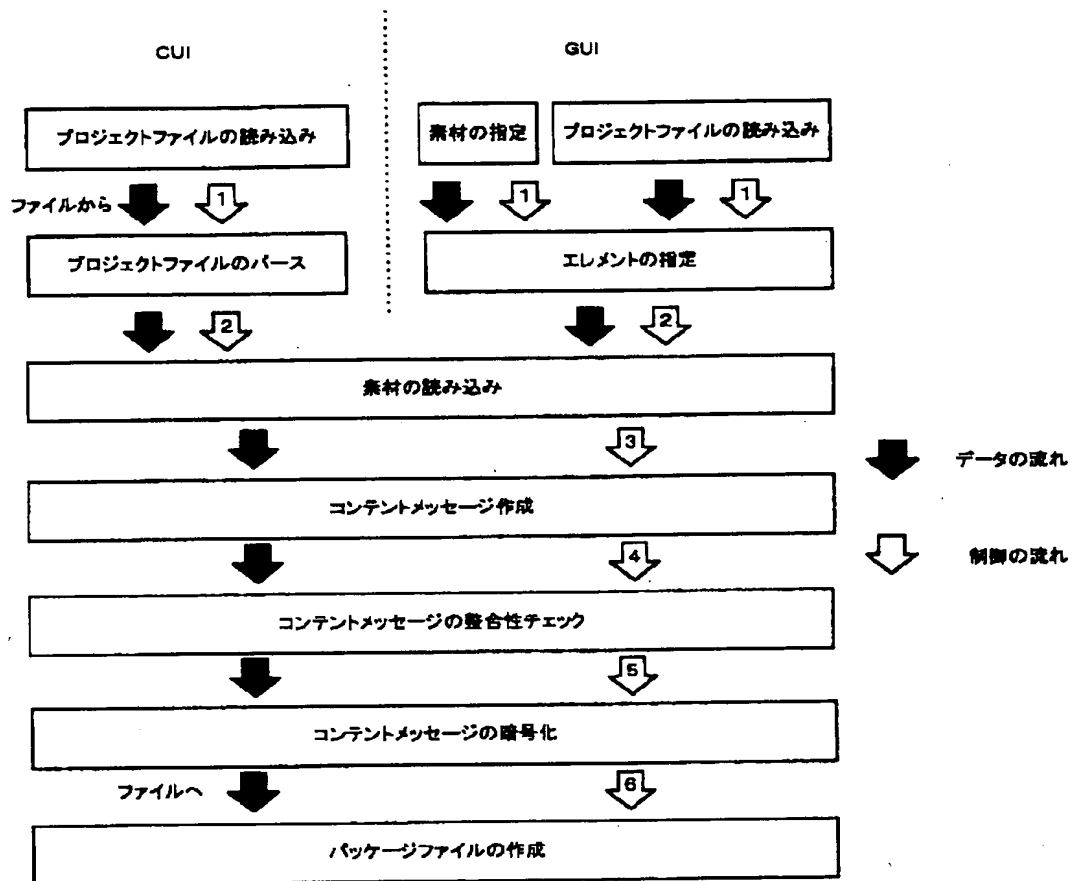 CUI
GUI
プロジェクトファイルの読み込み
素材の指定
プロジェクトファイルの読み込み
ファイルから
1
1
1
プロジェクトファイルのパース
エレメントの指定
2
2
素材の読み込み
3
データの流れ
コンテントメッセージ作成
4
制御の流れ
コンテントメッセージの整合性チェック
5
コンテントメッセージの暗号化
ファイルへ
6
パッケージファイルの作成